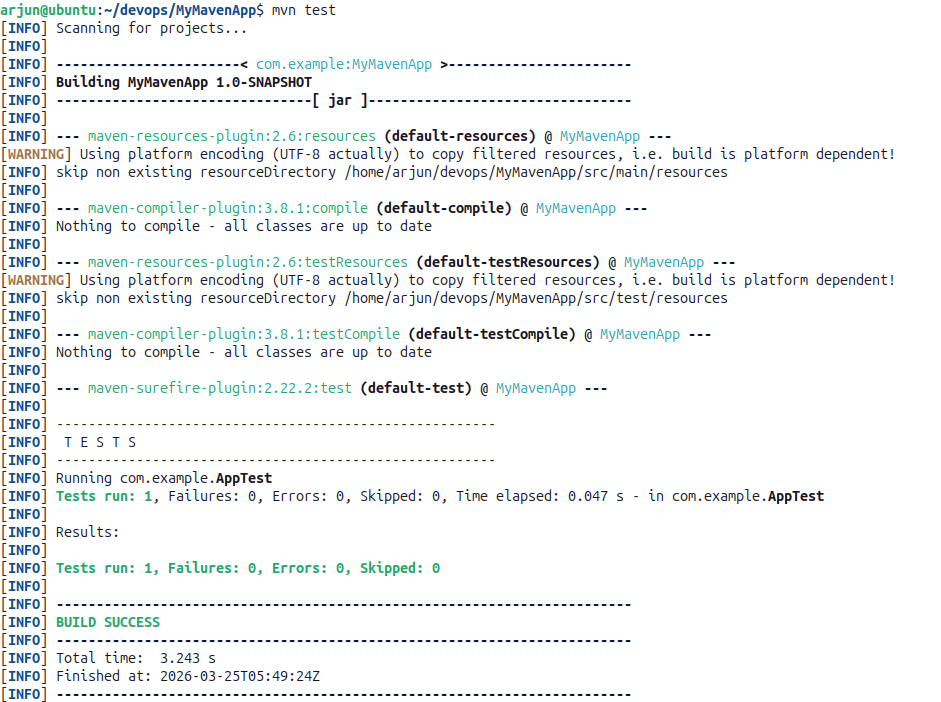 arjun@ubuntu:~/devops/MyMavenApp$ mvn test
[INFO] Scanning for projects...
[INFO]
[INFO] -----------------------< com.example:MyMavenApp >-----------------------
[INFO] Building MyMavenApp 1.0-SNAPSHOT
[INFO] --------------------------------[ jar ]---------------------------------
[INFO]
[INFO] --- maven-resources-plugin:2.6:resources (default-resources) @ MyMavenApp ---
[WARNING] Using platform encoding (UTF-8 actually) to copy filtered resources, i.e. build is platform dependent!
[INFO] skip non existing resourceDirectory /home/arjun/devops/MyMavenApp/src/main/resources
[INFO]
[INFO] --- maven-compiler-plugin:3.8.1:compile (default-compile) @ MyMavenApp ---
[INFO] Nothing to compile - all classes are up to date
[INFO]
[INFO] --- maven-resources-plugin:2.6:testResources (default-testResources) @ MyMavenApp ---
[WARNING] Using platform encoding (UTF-8 actually) to copy filtered resources, i.e. build is platform dependent!
[INFO] skip non existing resourceDirectory /home/arjun/devops/MyMavenApp/src/test/resources
[INFO]
[INFO] --- maven-compiler-plugin:3.8.1:testCompile (default-testCompile) @ MyMavenApp ---
[INFO] Nothing to compile - all classes are up to date
[INFO]
[INFO] --- maven-surefire-plugin:2.22.2:test (default-test) @ MyMavenApp ---
[INFO]
[INFO] -------------------------------------------------------
[INFO]  T E S T S
[INFO] -------------------------------------------------------
[INFO] Running com.example.AppTest
[INFO] Tests run: 1, Failures: 0, Errors: 0, Skipped: 0, Time elapsed: 0.047 s - in com.example.AppTest
[INFO]
[INFO] Results:
[INFO]
[INFO] Tests run: 1, Failures: 0, Errors: 0, Skipped: 0
[INFO]
[INFO] ------------------------------------------------------------------------
[INFO] BUILD SUCCESS
[INFO] ------------------------------------------------------------------------
[INFO] Total time:  3.243 s
[INFO] Finished at: 2026-03-25T05:49:24Z
[INFO] ------------------------------------------------------------------------